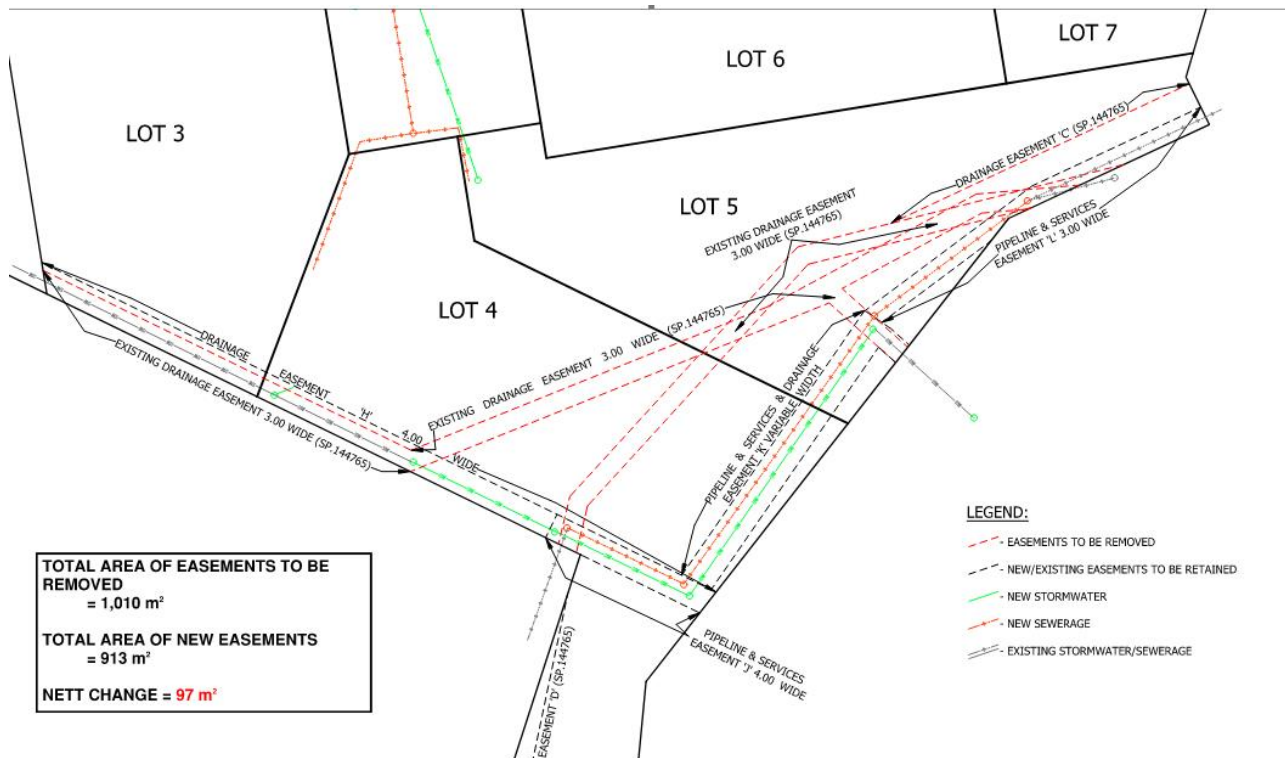 LOT 7
LOT 6
LOT 3
DRAINAGE EASEMENT 'C' (SP.144765)
LOT 5
EXISTING DRAINAGE EASEMENT
3.00 WIDE (SP.144765)
PIPELINE & SERVICES
EASEMENT 'L' 3.00 WIDE
LOT 4
DRAINAGE EASEMENT 'H' 4.00 WIDE
EXISTING DRAINAGE EASEMENT 3.00 WIDE (SP.144765)
EXISTING DRAINAGE EASEMENT 3.00 WIDE (SP.144765)
PIPELINE & SERVICES & DRAINAGE
EASEMENT 'K' VARIABLE WIDTH
PIPELINE & SERVICES
EASEMENT 'J' 4.00 WIDE
EASEMENT 'D' (SP.144765)
TOTAL AREA OF EASEMENTS TO BE
REMOVED
= 1,010 m²
TOTAL AREA OF NEW EASEMENTS
= 913 m²
NETT CHANGE = 97 m²
LEGEND:
- EASEMENTS TO BE REMOVED
- NEW/EXISTING EASEMENTS TO BE RETAINED
- NEW STORMWATER
- NEW SEWERAGE
- EXISTING STORMWATER/SEWERAGE